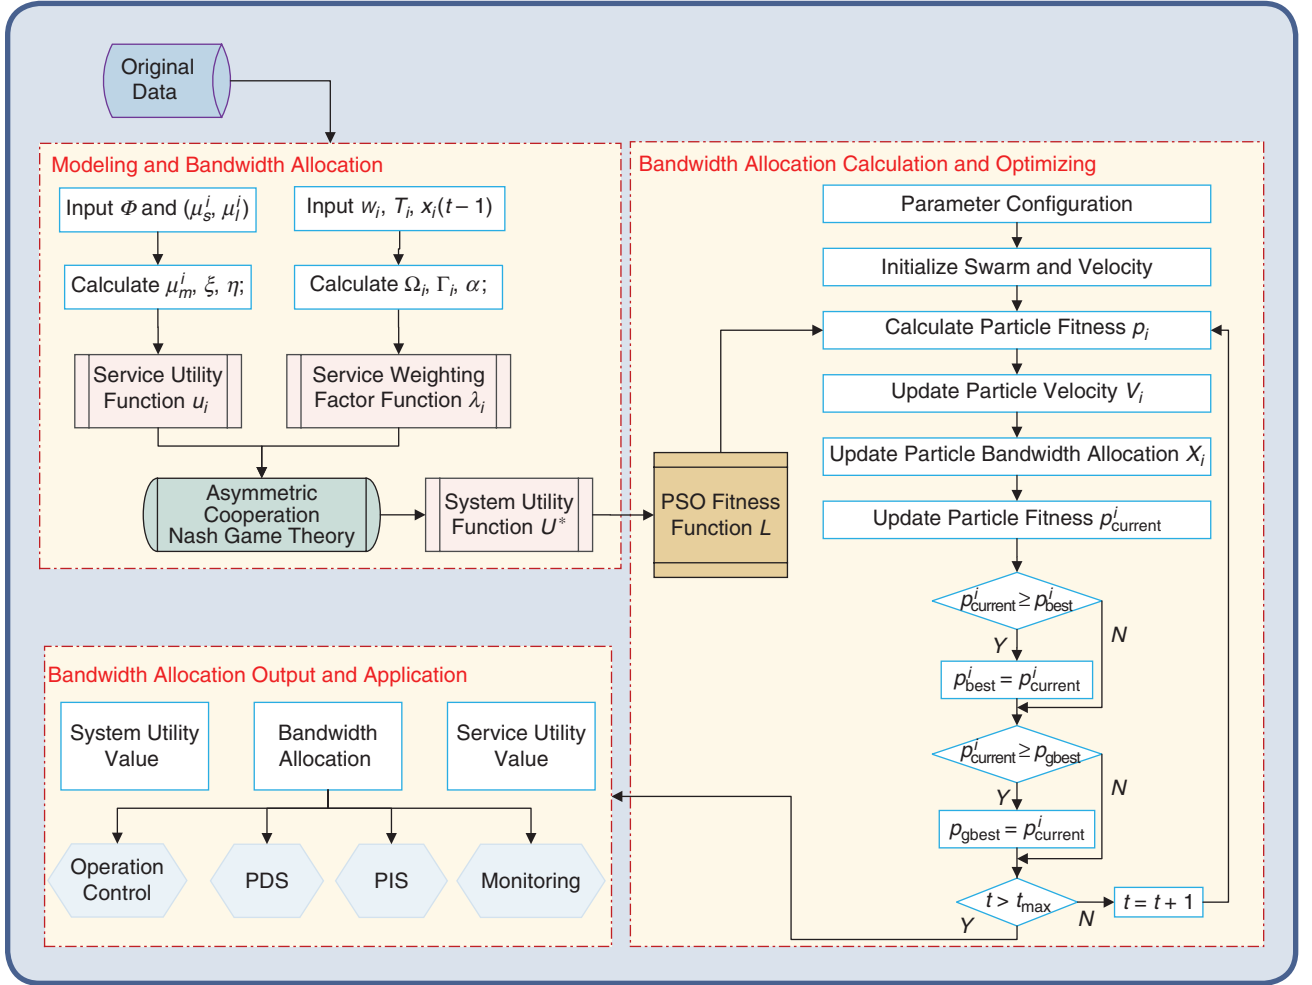 Original
Data
Modeling and Bandwidth Allocation
Input Φ and (μ_s^i, μ_l^i)
Calculate μ_m^i, ξ, η;
Service Utility
Function u_i
Input w_i, T_i, x_i(t − 1)
Calculate Ω_i, Γ_i, α;
Service Weighting
Factor Function λ_i
Asymmetric
Cooperation
Nash Game Theory
System Utility
Function U*
PSO Fitness
Function L
Bandwidth Allocation Calculation and Optimizing
Parameter Configuration
Initialize Swarm and Velocity
Calculate Particle Fitness p_i
Update Particle Velocity V_i
Update Particle Bandwidth Allocation X_i
Update Particle Fitness p_current^i
p_current^i ≥ p_best^i
N
Y
p_best^i = p_current^i
p_current^i ≥ p_gbest
N
Y
p_gbest = p_current^i
t > t_max
N
t = t + 1
Y
Bandwidth Allocation Output and Application
System Utility
Value
Bandwidth
Allocation
Service Utility
Value
Operation
Control
PDS
PIS
Monitoring